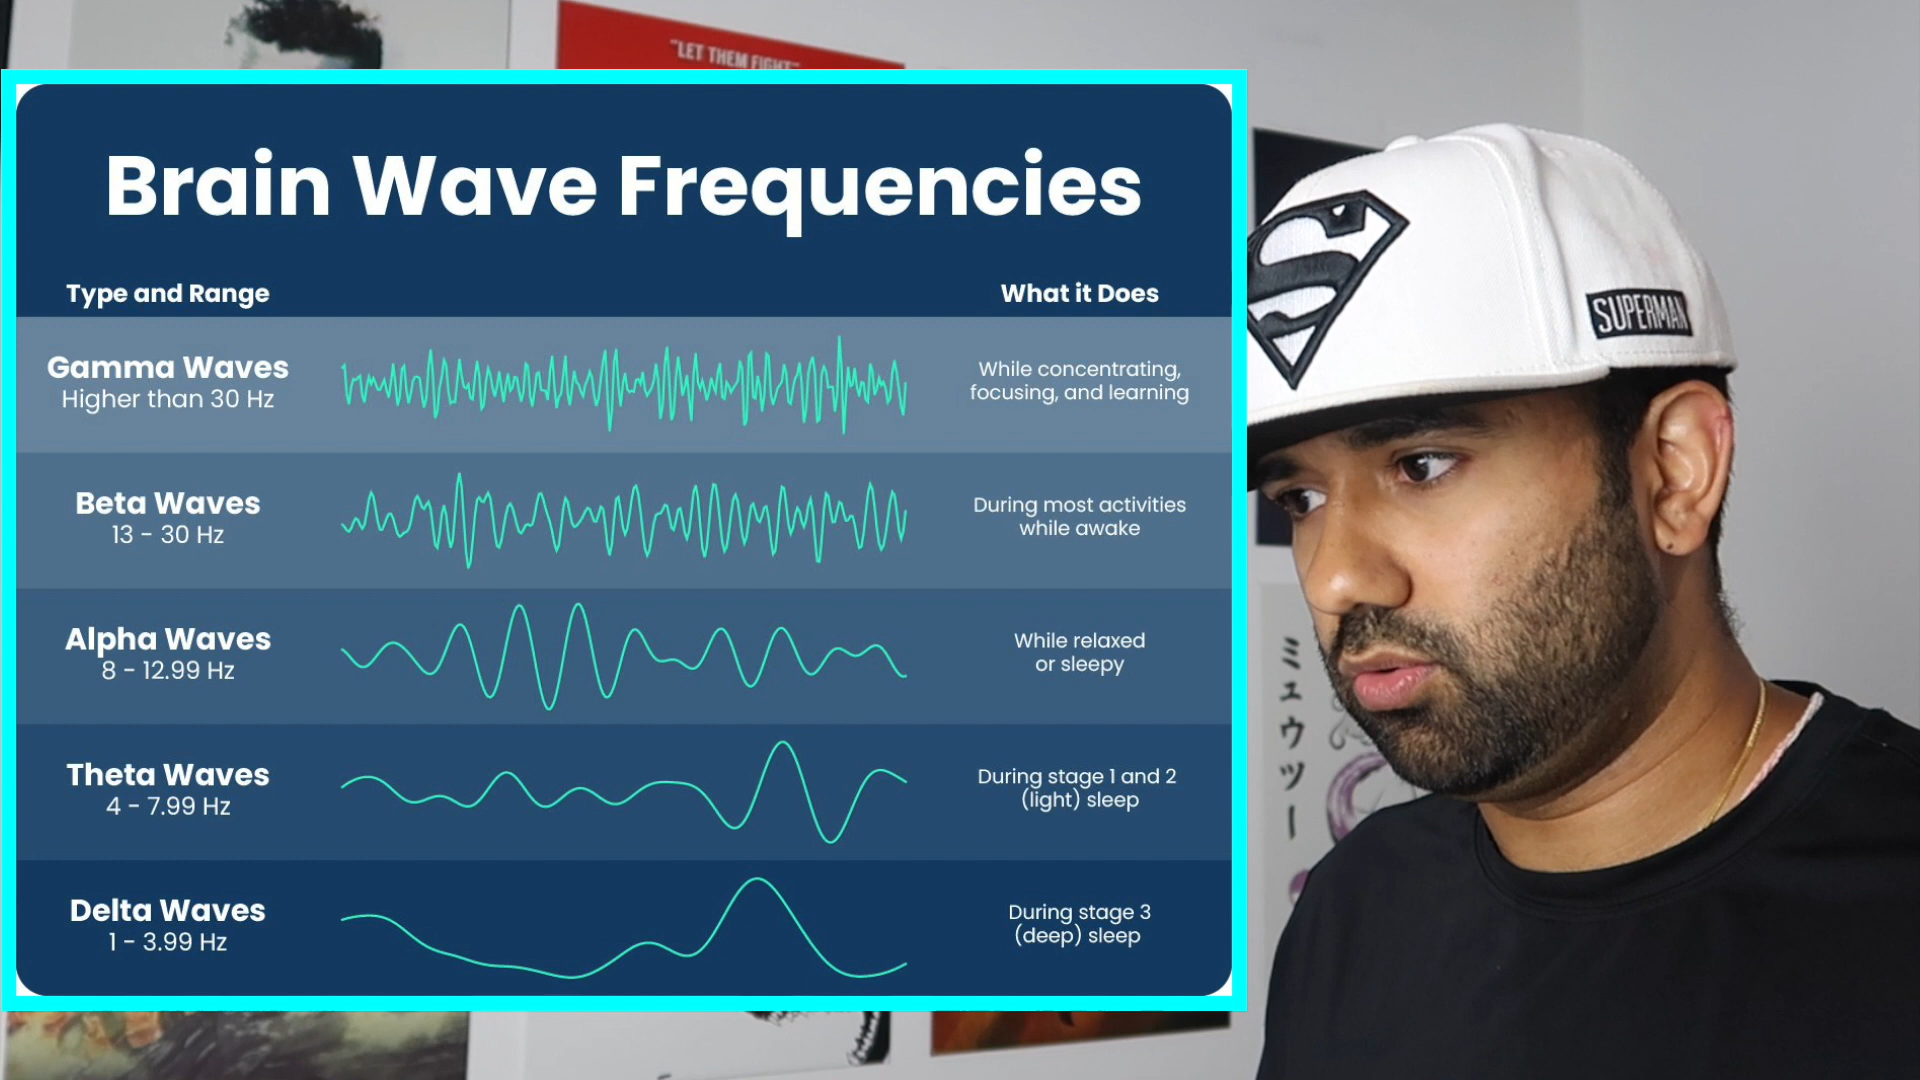 "LET THEM FIGHT"
Brain Wave Frequencies
Type and Range
What it Does
Gamma Waves
Higher than 30 Hz
While concentrating,
focusing, and learning
Beta Waves
13 - 30 Hz
During most activities
while awake
Alpha Waves
8 - 12.99 Hz
While relaxed
or sleepy
Theta Waves
4 - 7.99 Hz
During stage 1 and 2
(light) sleep
Delta Waves
1 - 3.99 Hz
During stage 3
(deep) sleep
S
SUPERMAN
ミュウツー